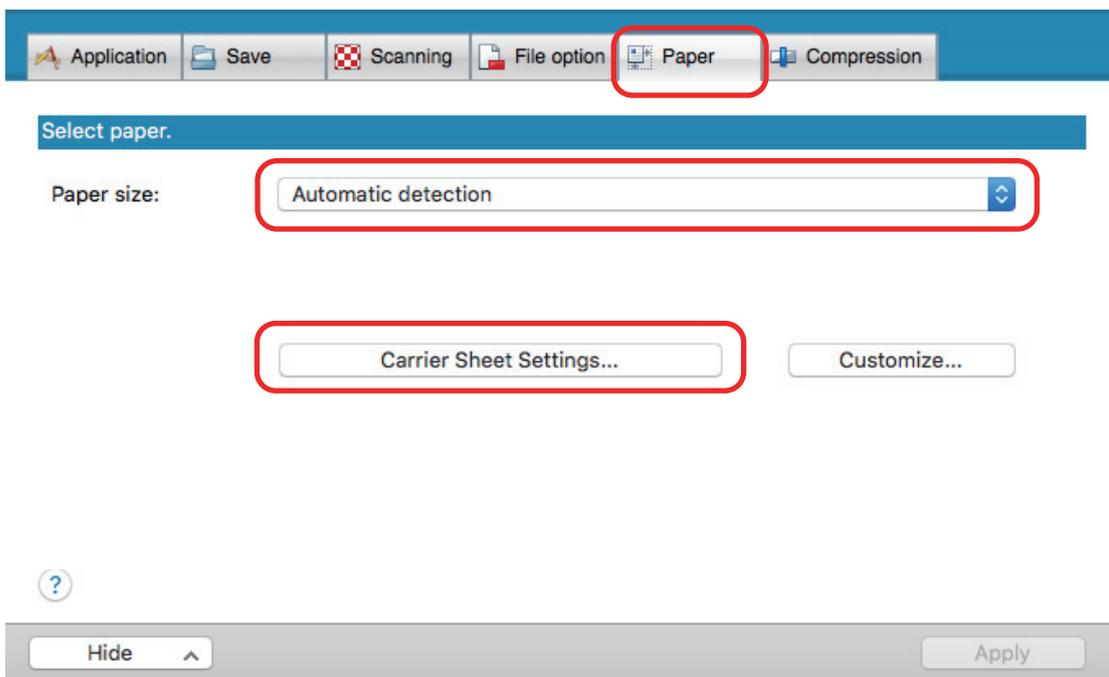 Application Save Scanning File option Paper Compression
Select paper.
Paper size: Automatic detection
Carrier Sheet Settings... Customize...
?
Hide Apply